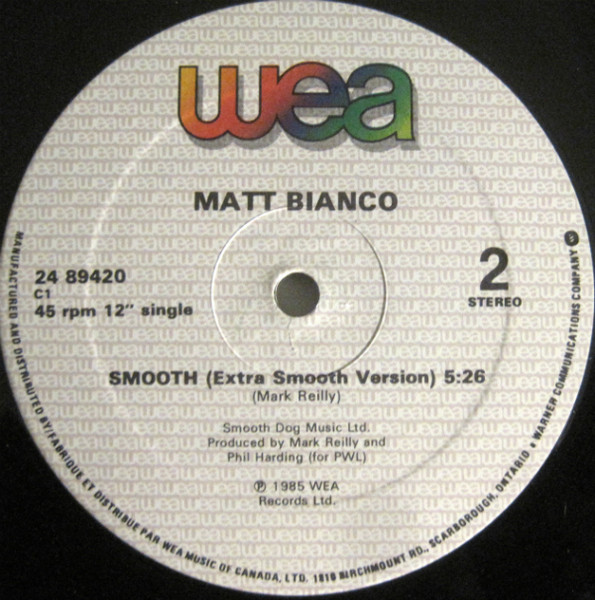 wea
MATT BIANCO
24 89420
C1
45 rpm 12" single
2
STEREO
SMOOTH (Extra Smooth Version) 5:26
(Mark Reilly)
Smooth Dog Music Ltd.
Produced by Mark Reilly and
Phil Harding (for PWL)
℗ 1985 WEA
Records Ltd.
MANUFACTURED AND DISTRIBUTED BY/FABRIQUE ET DISTRIBUE PAR WEA MUSIC OF CANADA, LTD. 1810 BIRCHMOUNT RD., SCARBOROUGH, ONTARIO • WARNER COMMUNICATIONS COMPANY